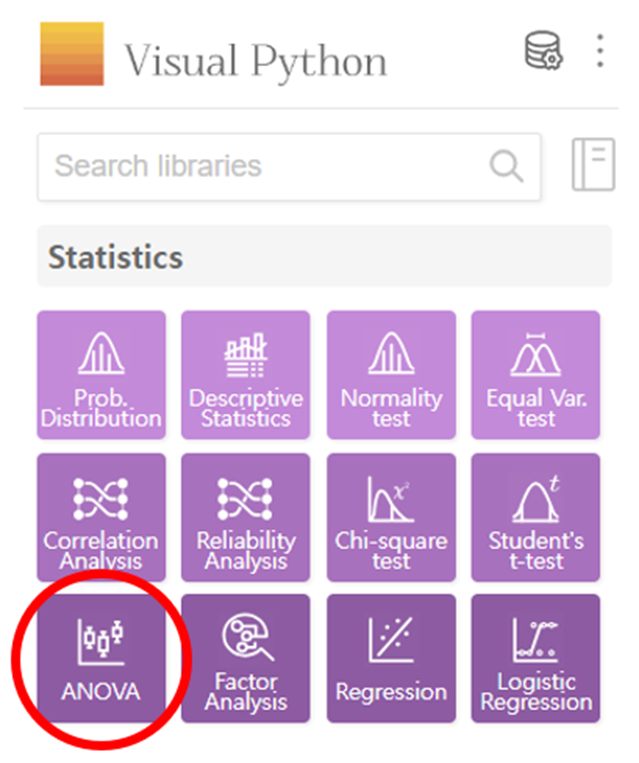 Visual Python
Search libraries
Statistics
Prob.
Distribution
Descriptive
Statistics
Normality
test
Equal Var.
test
Correlation
Analysis
Reliability
Analysis
χ²
Chi-square
test
t
Student's
t-test
ANOVA
Factor
Analysis
Regression
Logistic
Regression